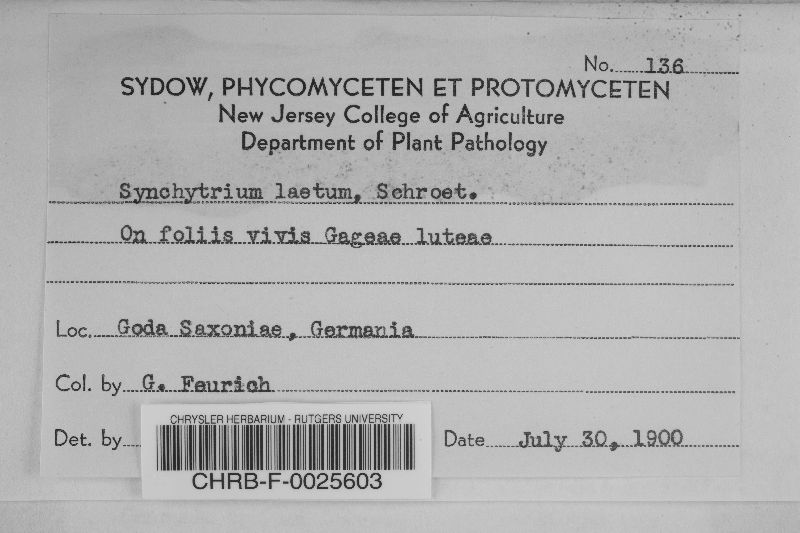 No. 136
SYDOW, PHYCOMYCETEN ET PROTOMYCETEN
New Jersey College of Agriculture
Department of Plant Pathology
Synchytrium laetum, Schroet.
On foliis vivis Gageae luteae
Loc. Goda Saxoniae, Germania
Col. by G. Feurich
Det. by
Date July 30, 1900
CHRYSLER HERBARIUM - RUTGERS UNIVERSITY
CHRB-F-0025603